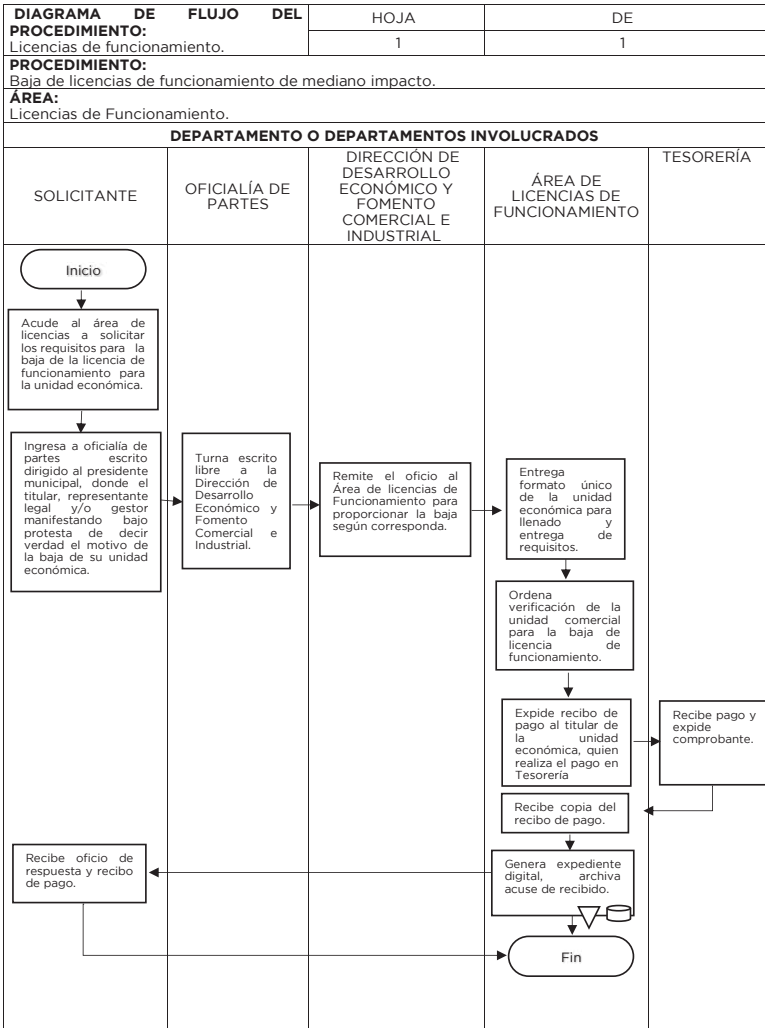 DIAGRAMA DE FLUJO DEL
PROCEDIMIENTO:
Licencias de funcionamiento.
HOJA
DE
1
1
PROCEDIMIENTO:
Baja de licencias de funcionamiento de mediano impacto.
ÁREA:
Licencias de Funcionamiento.
DEPARTAMENTO O DEPARTAMENTOS INVOLUCRADOS
SOLICITANTE
OFICIALÍA DE
PARTES
DIRECCIÓN DE
DESARROLLO
ECONÓMICO Y
FOMENTO
COMERCIAL E
INDUSTRIAL
ÁREA DE
LICENCIAS DE
FUNCIONAMIENTO
TESORERÍA
Inicio
Acude al área de
licencias a solicitar
los requisitos para la
baja de la licencia de
funcionamiento para
la unidad económica.
Ingresa a oficialía de
partes escrito
dirigido al presidente
municipal, donde el
titular, representante
legal y/o gestor
manifestando bajo
protesta de decir
verdad el motivo de
la baja de su unidad
económica.
Turna escrito
libre a la
Dirección de
Desarrollo
Económico y
Fomento
Comercial e
Industrial.
Remite el oficio al
Área de licencias de
Funcionamiento para
proporcionar la baja
según corresponda.
Entrega
formato único
de la unidad
económica para
llenado y
entrega de
requisitos.
Ordena
verificación de la
unidad comercial
para la baja de
licencia de
funcionamiento.
Expide recibo de
pago al titular de
la unidad
económica, quien
realiza el pago en
Tesorería
Recibe pago y
expide
comprobante.
Recibe copia del
recibo de pago.
Genera expediente
digital, archiva
acuse de recibido.
Recibe oficio de
respuesta y recibo
de pago.
Fin